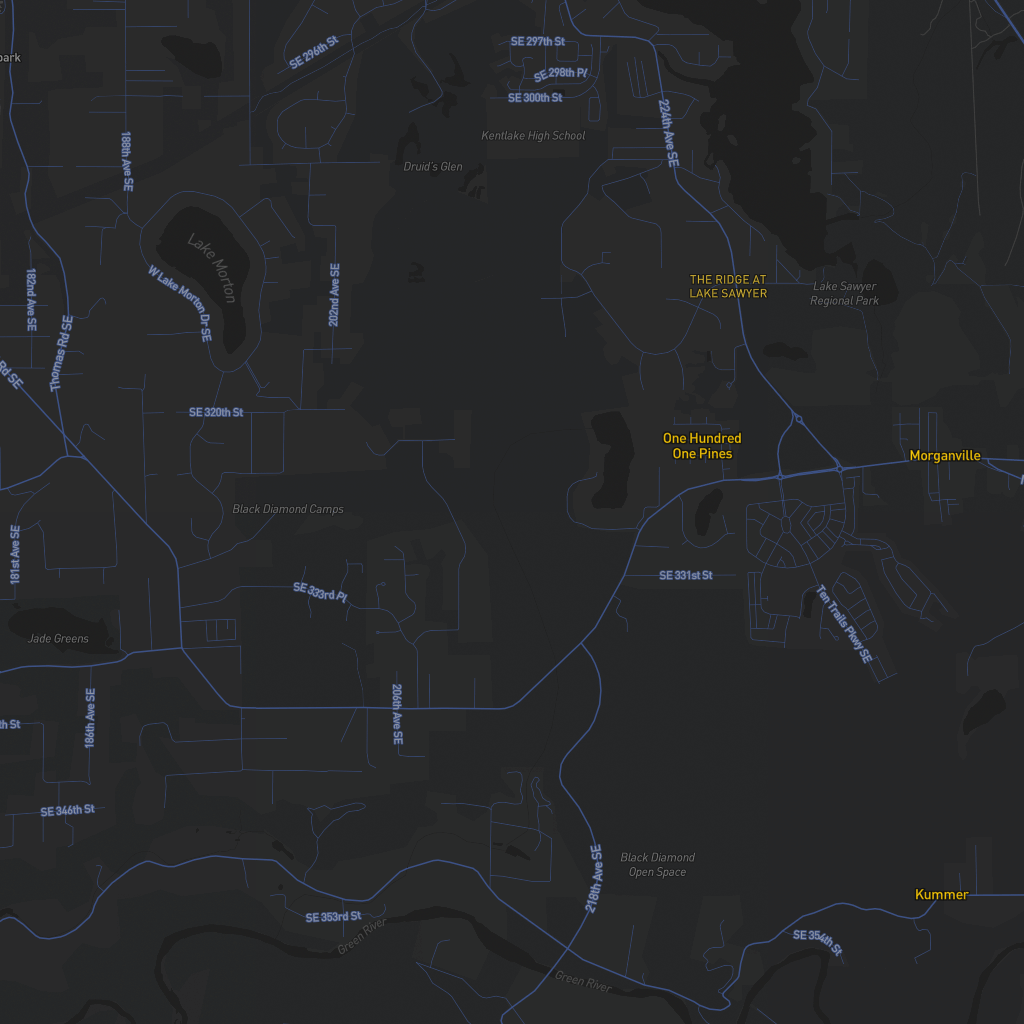 SE 296th St
SE 297th St
park
SE 298th Pl
SE 300th St
224th Ave SE
Kentlake High School
188th Ave SE
Druid's Glen
Lake Morton
THE RIDGE AT
LAKE SAWYER
Lake Sawyer
Regional Park
182nd Ave SE
W Lake Morton Dr SE
202nd Ave SE
Thomas Rd SE
Rd SE
SE 320th St
One Hundred
One Pines
Morganville
Black Diamond Camps
181st Ave SE
SE 331st St
SE 333rd Pl
Ten Trails Pkwy SE
Jade Greens
186th Ave SE
206th Ave SE
th St
SE 346th St
218th Ave SE
Black Diamond
Open Space
Kummer
SE 353rd St
Green River
SE 354th St
Green River